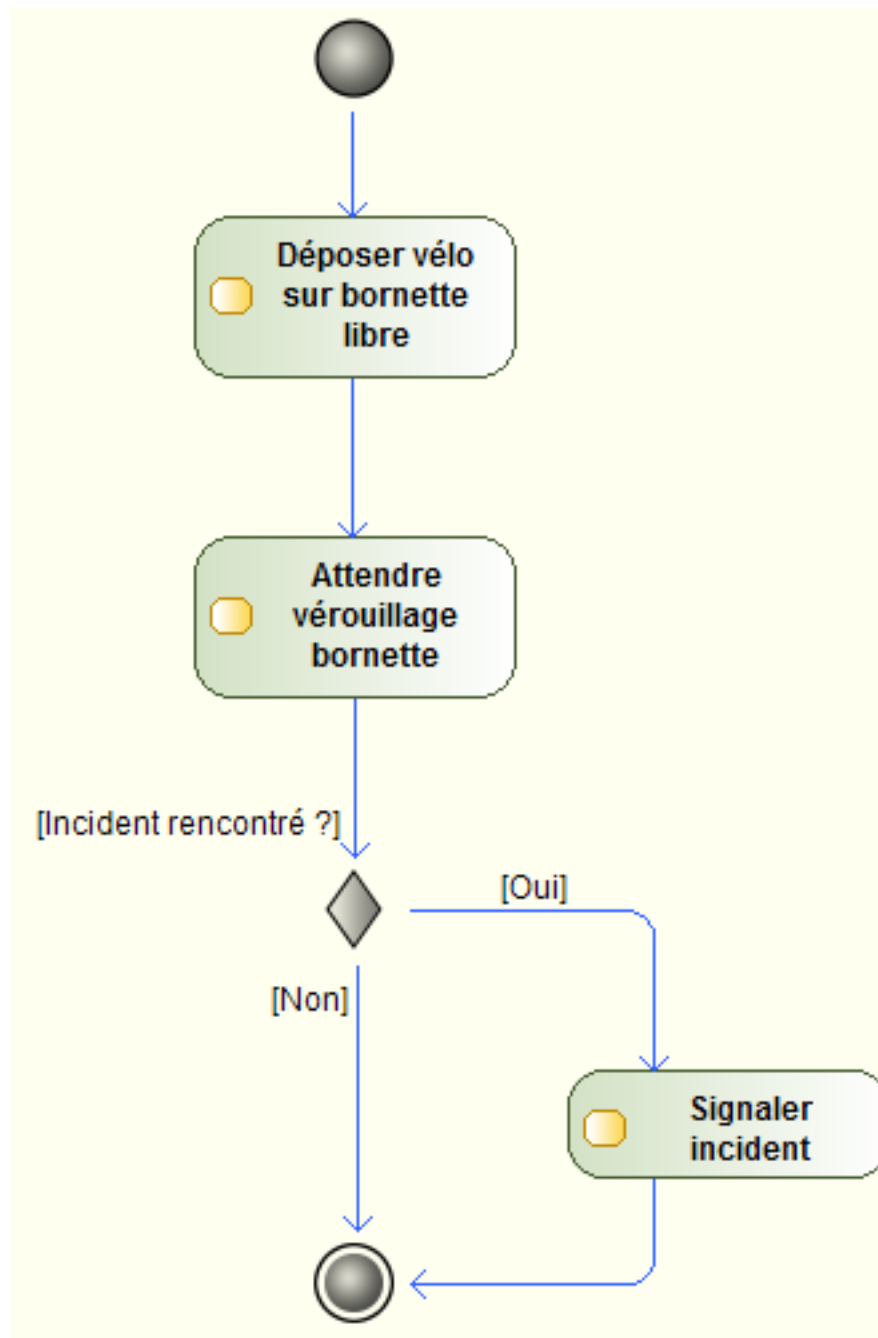 Déposer vélo
sur bornette
libre
Attendre
vérouillage
bornette
[Incident rencontré ?]
[Oui]
[Non]
Signaler
incident